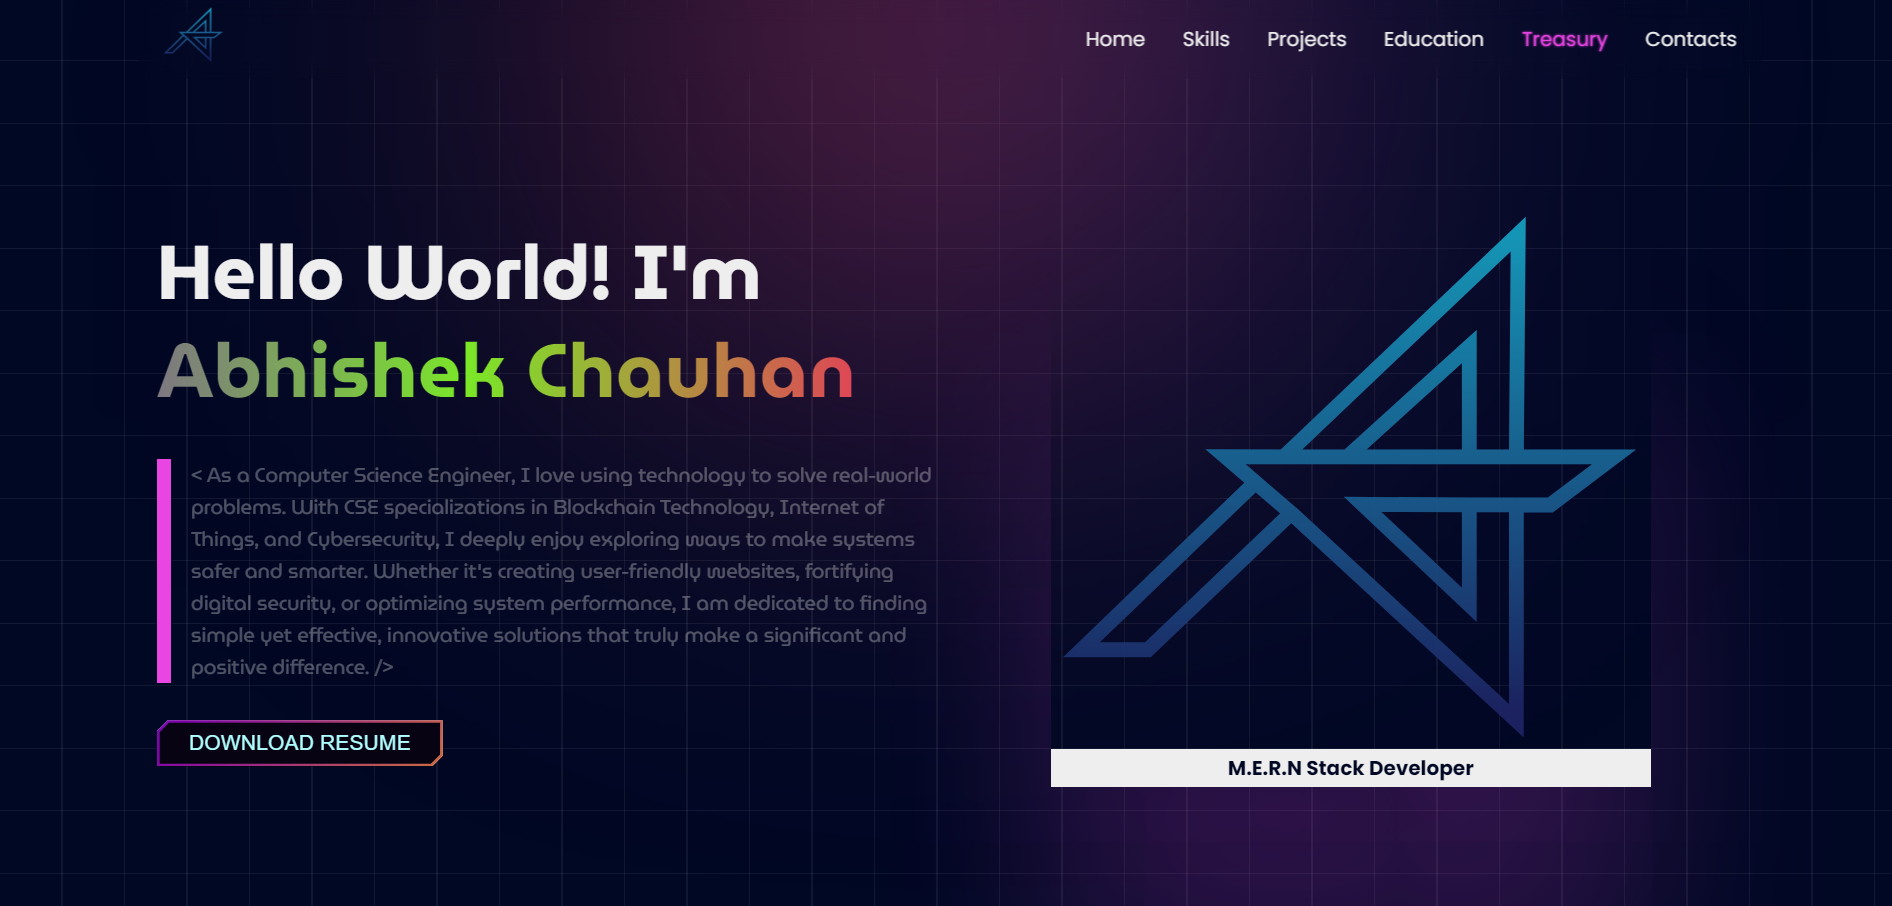 Home Skills Projects Education Treasury Contacts
Hello World! I'm
Abhishek Chauhan
< As a Computer Science Engineer, I love using technology to solve real-world
problems. With CSE specializations in Blockchain Technology, Internet of
Things, and Cybersecurity, I deeply enjoy exploring ways to make systems
safer and smarter. Whether it's creating user-friendly websites, fortifying
digital security, or optimizing system performance, I am dedicated to finding
simple yet effective, innovative solutions that truly make a significant and
positive difference. />
DOWNLOAD RESUME
M.E.R.N Stack Developer